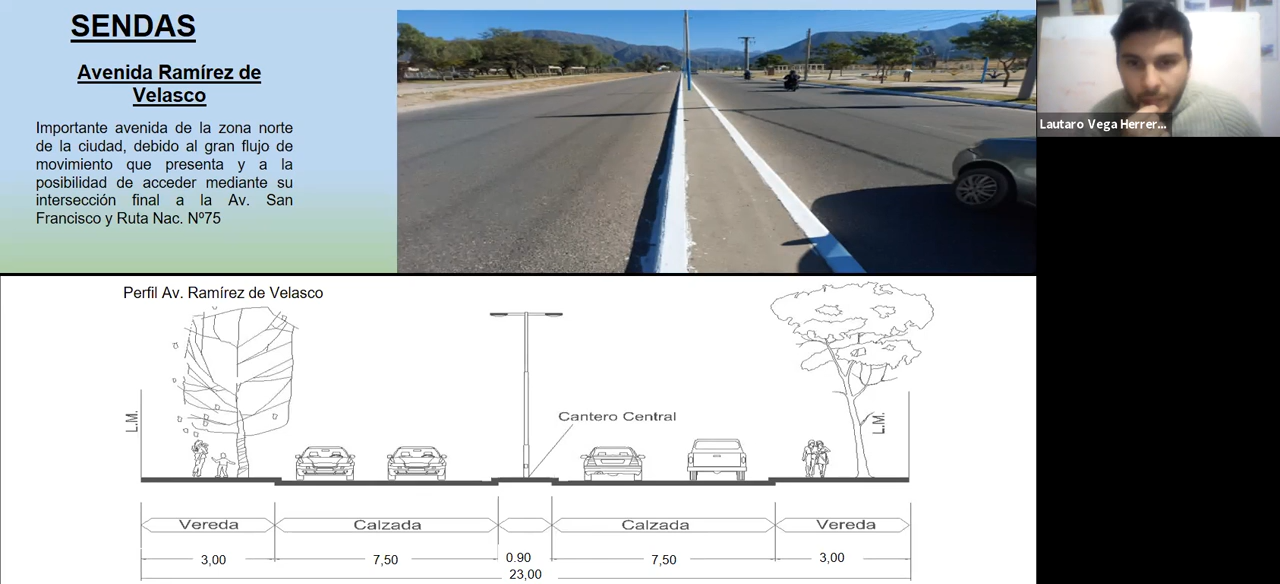 SENDAS
Avenida Ramírez de
Velasco
Importante avenida de la zona norte
de la ciudad, debido al gran flujo de
movimiento que presenta y a la
posibilidad de acceder mediante su
intersección final a la Av. San
Francisco y Ruta Nac. Nº75
Lautaro Vega Herrer...
Perfil Av. Ramírez de Velasco
L.M.
Cantero Central
L.M.
Vereda
Calzada
Calzada
Vereda
3,00
7,50
0.90
7,50
3,00
23,00